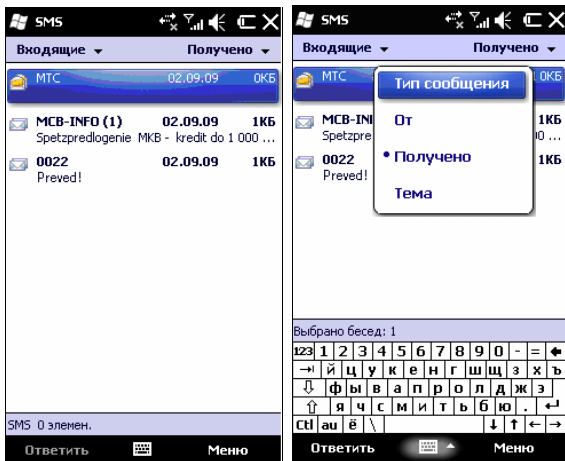 SMS
Входящие Получено
МТС 02.09.09 0КБ
MCB-INFO (1) 02.09.09 1КБ
Spetzpredlogenie MKB - kredit do 1 000 ...
0022 02.09.09 1КБ
Preved!
SMS 0 элемен.
Ответить Меню
SMS
Входящие Получено
МТС 0КБ
Тип сообщения
MCB-INI 1КБ
От
Spetzpre 00 ...
0022 1КБ
Получено
Preved!
Тема
Выбрано бесед: 1
123 1 2 3 4 5 6 7 8 9 0 - =
й ц у к е н г ш щ з х ъ
ф ы в а п р о л д ж э
я ч с м и т ь б ю .
Ctl au ё \
Ответить Меню